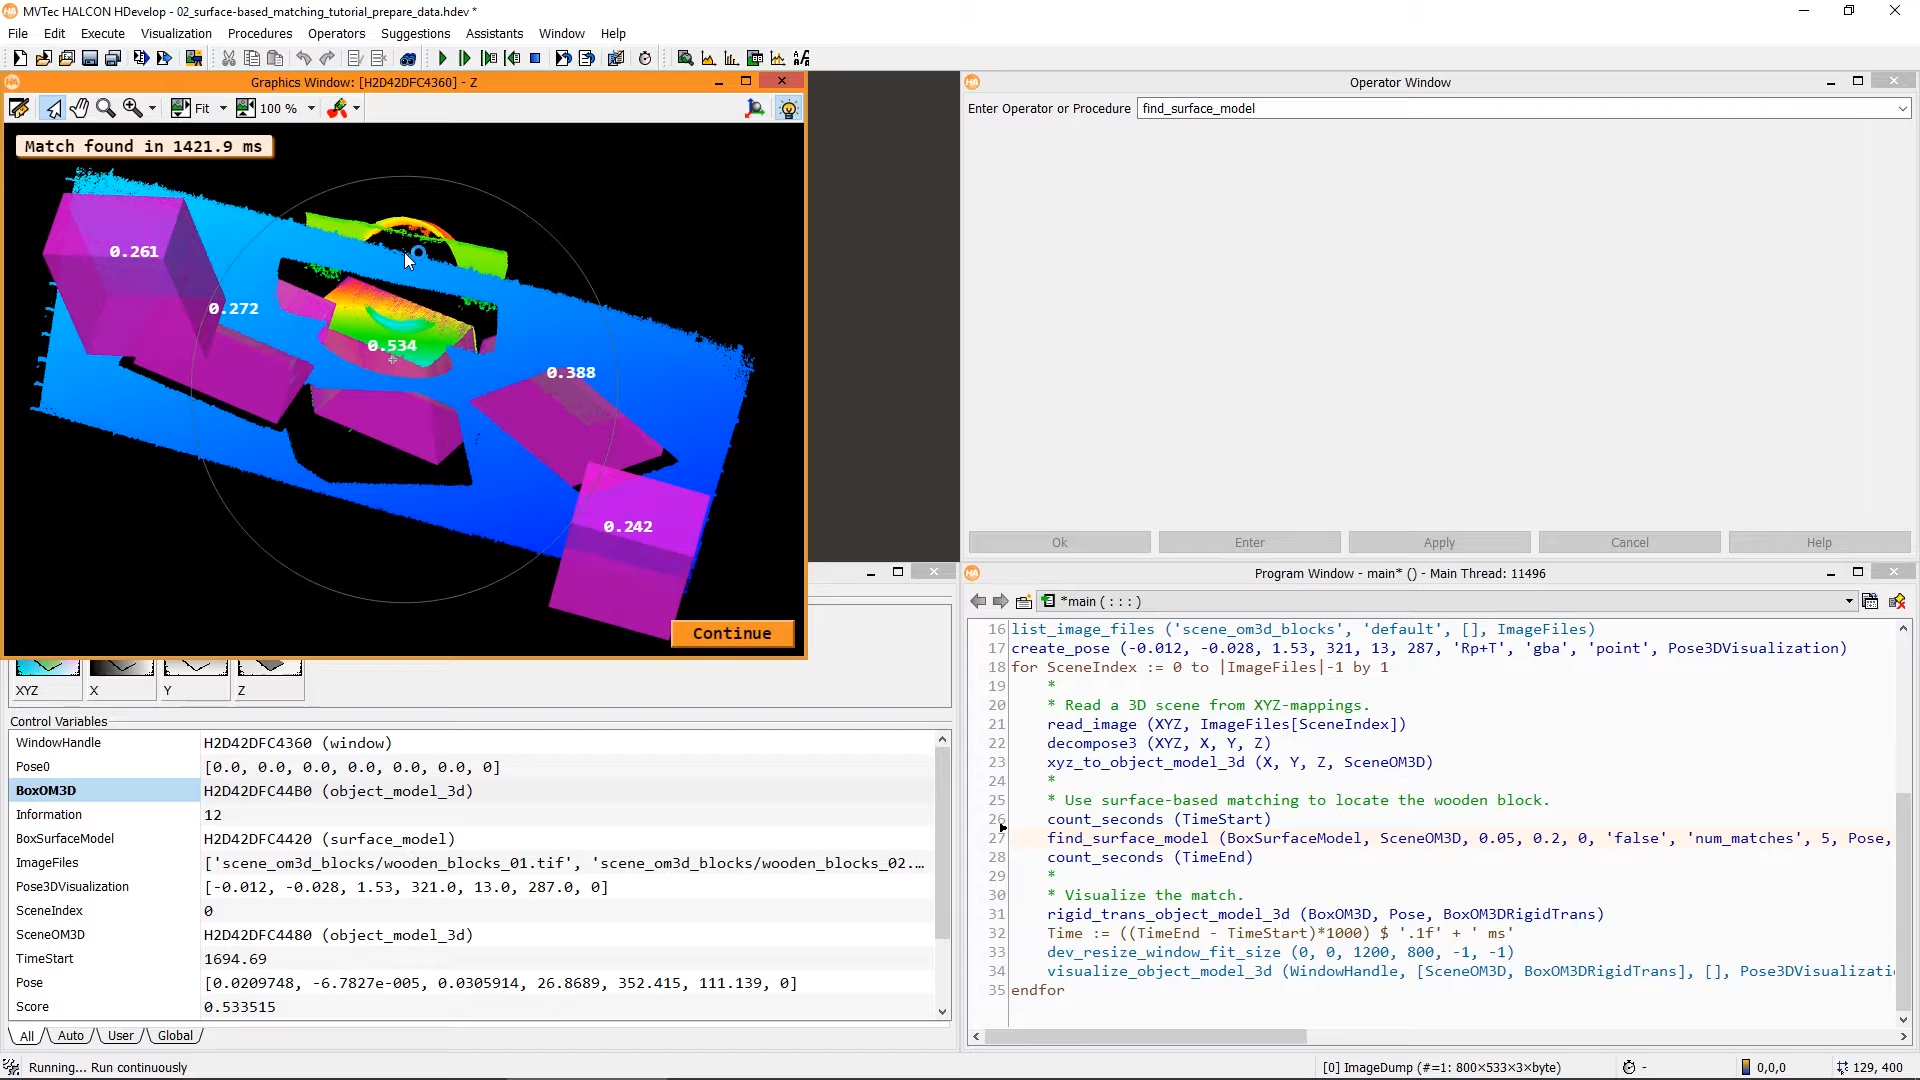 MVTec HALCON HDevelop - 02_surface-based_matching_tutorial_prepare_data.hdev *
File Edit Execute Visualization Procedures Operators Suggestions Assistants Window Help
Graphics Window: [H2D42DFC4360] - Z
Fit 100 %
Match found in 1421.9 ms
0.261
0.272
0.534
0.388
0.242
Continue
XYZ X Y Z
Control Variables
WindowHandle H2D42DFC4360 (window)
Pose0 [0.0, 0.0, 0.0, 0.0, 0.0, 0.0, 0]
BoxOM3D H2D42DFC44B0 (object_model_3d)
Information 12
BoxSurfaceModel H2D42DFC4420 (surface_model)
ImageFiles ['scene_om3d_blocks/wooden_blocks_01.tif', 'scene_om3d_blocks/wooden_blocks_02....
Pose3DVisualization [-0.012, -0.028, 1.53, 321.0, 13.0, 287.0, 0]
SceneIndex 0
SceneOM3D H2D42DFC4480 (object_model_3d)
TimeStart 1694.69
Pose [0.0209748, -6.7827e-005, 0.0305914, 26.8689, 352.415, 111.139, 0]
Score 0.533515
All Auto User Global
Operator Window
Enter Operator or Procedure find_surface_model
Ok Enter Apply Cancel Help
Program Window - main* () - Main Thread: 11496
*main ( : : : )
16 list_image_files ('scene_om3d_blocks', 'default', [], ImageFiles)
17 create_pose (-0.012, -0.028, 1.53, 321, 13, 287, 'Rp+T', 'gba', 'point', Pose3DVisualization)
18 for SceneIndex := 0 to |ImageFiles|-1 by 1
19 *
20 * Read a 3D scene from XYZ-mappings.
21 read_image (XYZ, ImageFiles[SceneIndex])
22 decompose3 (XYZ, X, Y, Z)
23 xyz_to_object_model_3d (X, Y, Z, SceneOM3D)
24 *
25 * Use surface-based matching to locate the wooden block.
26 count_seconds (TimeStart)
27 find_surface_model (BoxSurfaceModel, SceneOM3D, 0.05, 0.2, 0, 'false', 'num_matches', 5, Pose,
28 count_seconds (TimeEnd)
29 *
30 * Visualize the match.
31 rigid_trans_object_model_3d (BoxOM3D, Pose, BoxOM3DRigidTrans)
32 Time := ((TimeEnd - TimeStart)*1000) $ '.1f' + ' ms'
33 dev_resize_window_fit_size (0, 0, 1200, 800, -1, -1)
34 visualize_object_model_3d (WindowHandle, [SceneOM3D, BoxOM3DRigidTrans], [], Pose3DVisualizati
35 endfor
Running... Run continuously
[0] ImageDump (#=1: 800×533×3×byte) - 0,0,0 129, 400